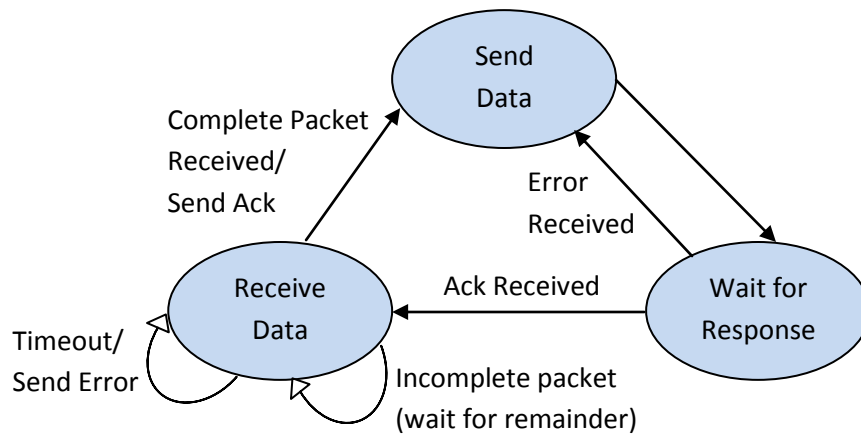 Send
Data
Complete Packet
Received/
Send Ack
Error
Received
Receive
Data
Ack Received
Wait for
Response
Timeout/
Send Error
Incomplete packet
(wait for remainder)